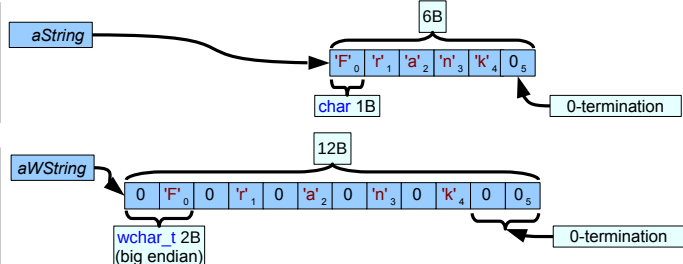 6B
aString
'F'₀ 'r'₁ 'a'₂ 'n'₃ 'k'₄ 0₅
char 1B
0-termination
12B
aWString
0 'F'₀ 0 'r'₁ 0 'a'₂ 0 'n'₃ 0 'k'₄ 0 0₅
wchar_t 2B
(big endian)
0-termination